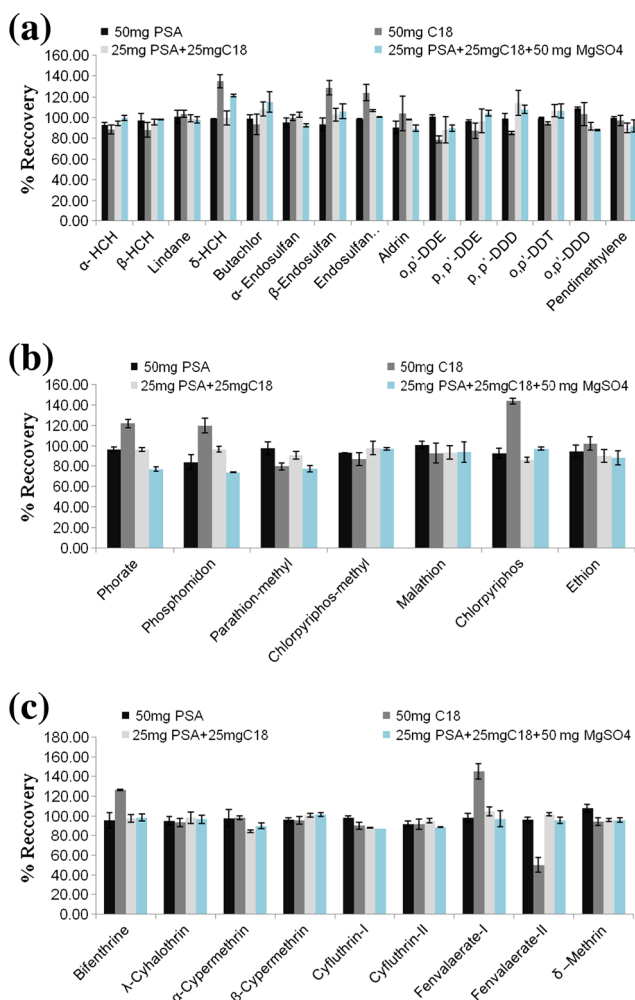 (a)
50mg PSA 50mg C18
25mg PSA+25mgC18 25mg PSA+25mgC18+50 mg MgSO4
% Reccovery
160.00
140.00
120.00
100.00
80.00
60.00
40.00
20.00
0.00
α- HCH
β-HCH
Lindane
δ-HCH
Butachlor
α- Endosulfan
β-Endosulfan
Endosulfan..
Aldrin
o,p'-DDE
p, p'-DDE
p, p'-DDD
o,p'-DDT
o,p'-DDD
Pendimethylene
(b)
50mg PSA 50mg C18
25mg PSA+25mgC18 25mg PSA+25mgC18+50 mg MgSO4
% Reccovery
160.00
140.00
120.00
100.00
80.00
60.00
40.00
20.00
0.00
Phorate
Phosphomidon
Parathion-methyl
Chlorpyriphos-methyl
Malathion
Chlorpyriphos
Ethion
(c)
50mg PSA 50mg C18
25mg PSA+25mgC18 25mg PSA+25mgC18+50 mg MgSO4
% Reccovery
180.00
160.00
140.00
120.00
100.00
80.00
60.00
40.00
20.00
0.00
Bifenthrine
λ-Cyhalothrin
α-Cypermethrin
β-Cypermethrin
Cyfluthrin-I
Cyfluthrin-II
Fenvalaerate-I
Fenvalaerate-II
δ –Methrin